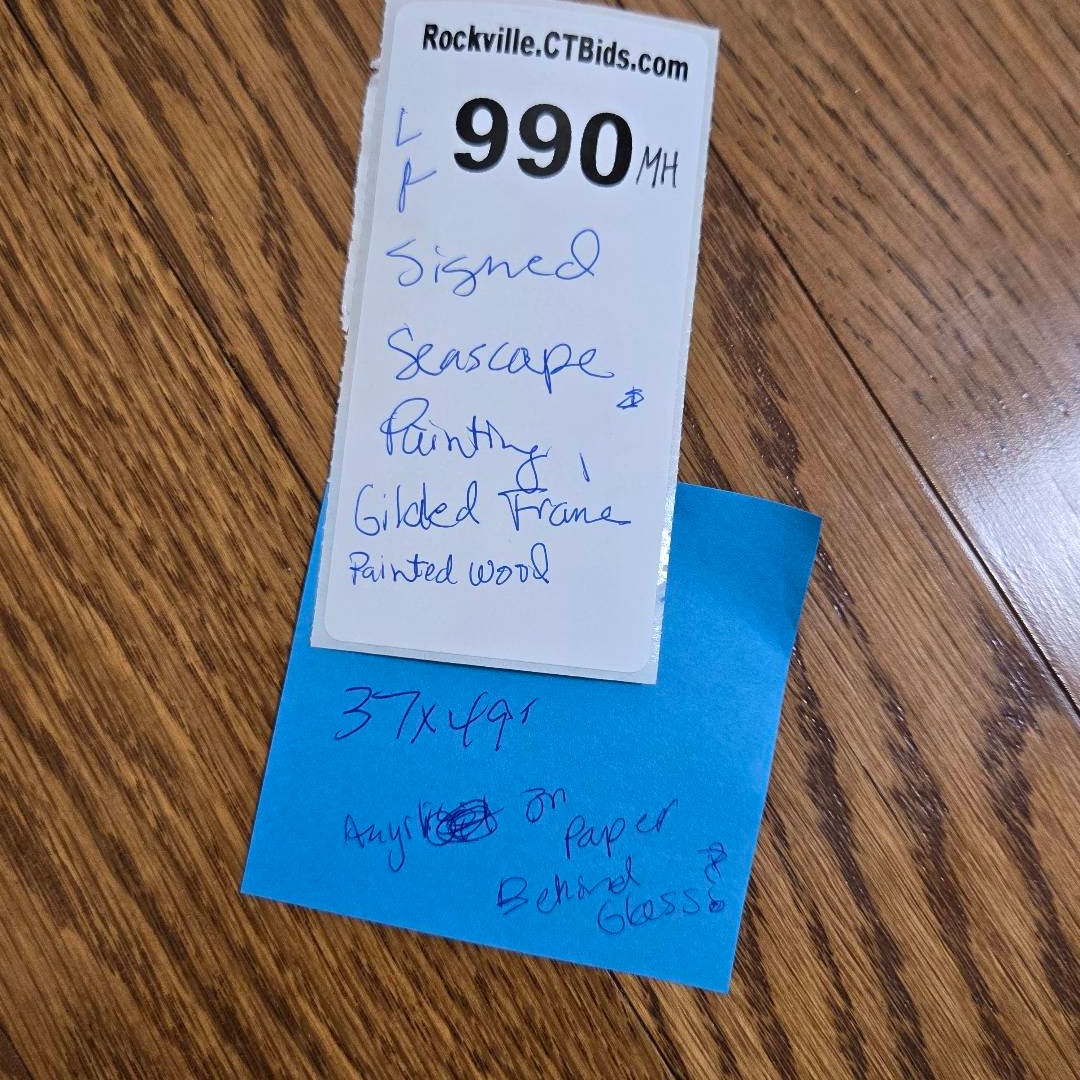 Rockville.CTBids.com
990 MH
L
Signed
Seascape
Painting,
Gilded Frame
Painted Wood
37x49
on
Paper
Behind
Glass